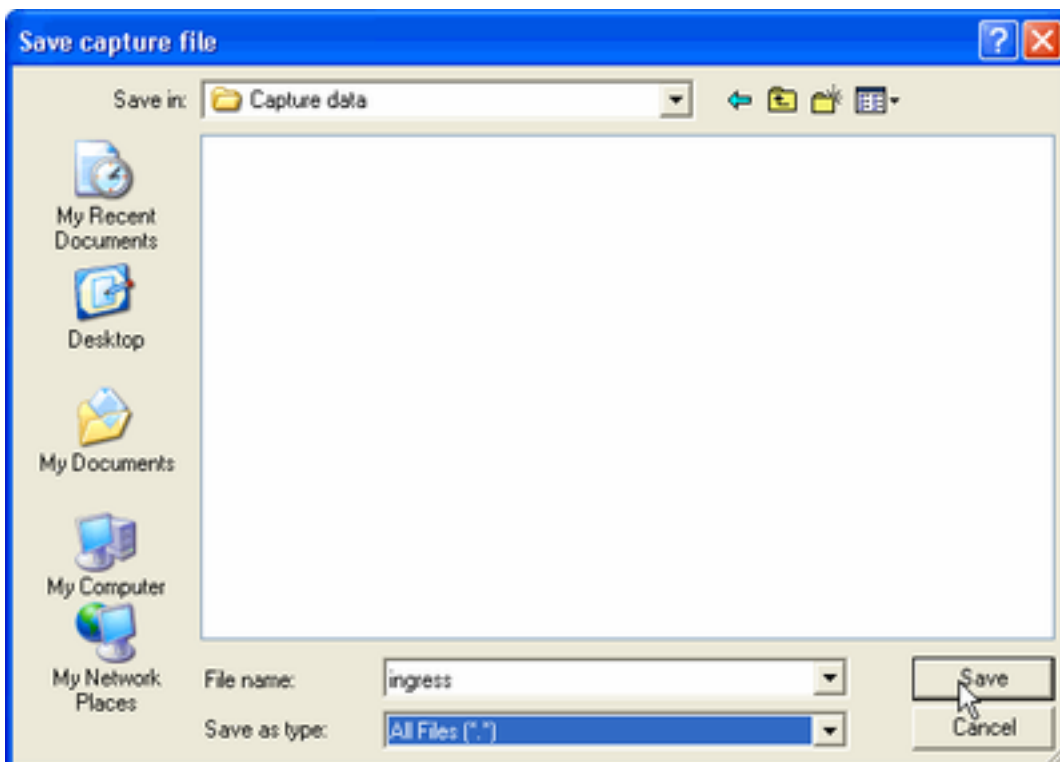 Save capture file
Save in:
Capture data
My Recent
Documents
Desktop
My Documents
My Computer
My Network
Places
File name:
ingress
Save
Save as type:
All Files (*.*)
Cancel